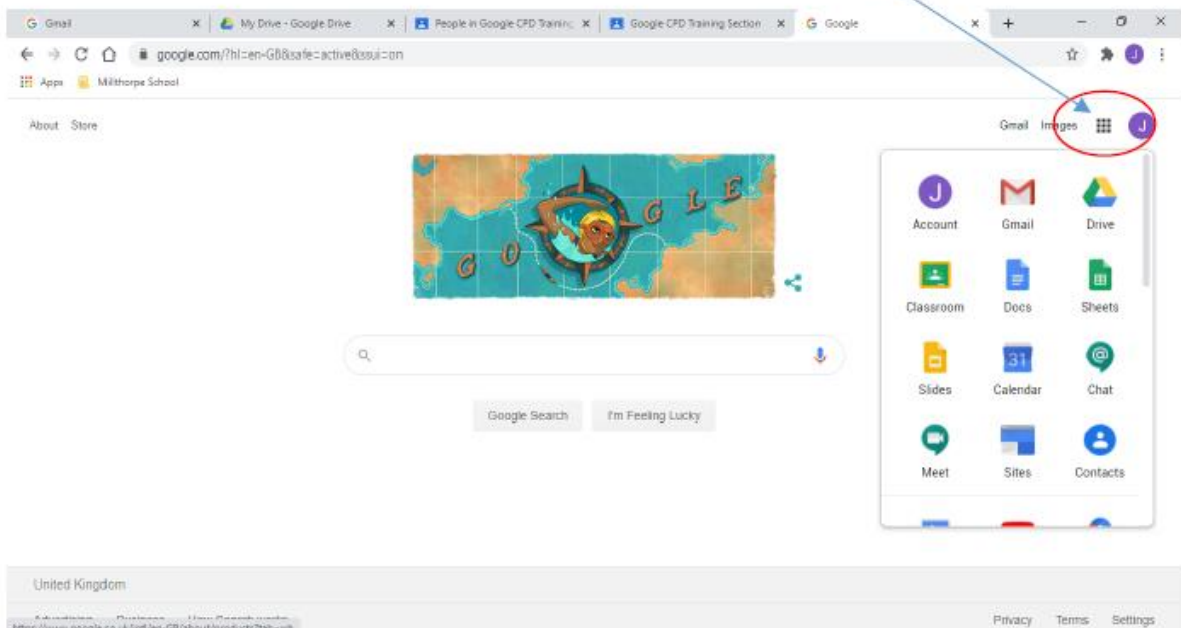 Gmail My Drive - Google Drive People in Google CPD Training Google CPD Training Section Google
google.com/?hl=en-GB&safe=active&ssui=on J
Apps Millthorpe School
About Store Gmail Images J
GOOGLE
J
Account Gmail Drive
Classroom Docs Sheets
31
Slides Calendar Chat
Meet Sites Contacts
Google Search I'm Feeling Lucky
United Kingdom
Privacy Terms Settings